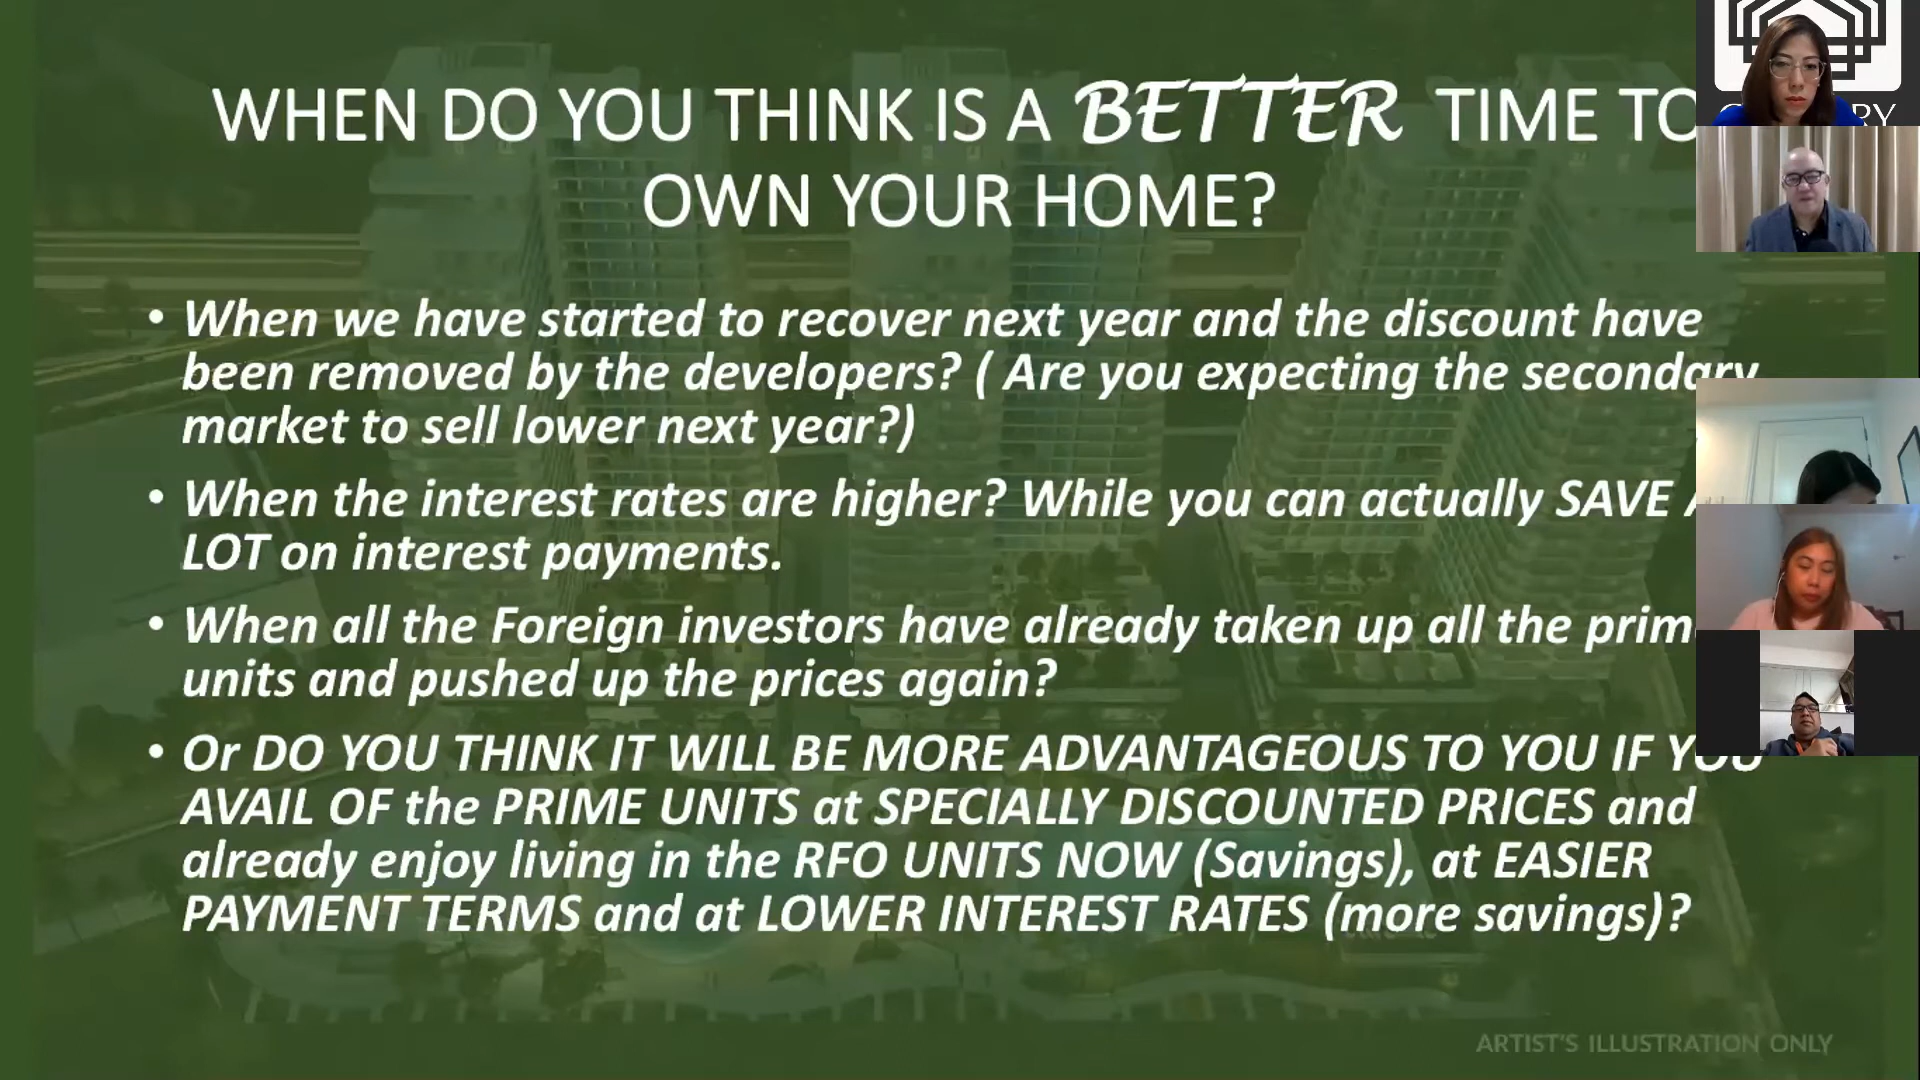 WHEN DO YOU THINK IS A BETTER TIME TO
OWN YOUR HOME?
• When we have started to recover next year and the discount have
been removed by the developers? ( Are you expecting the secondary
market to sell lower next year?)
• When the interest rates are higher? While you can actually SAVE A
LOT on interest payments.
• When all the Foreign investors have already taken up all the prim
units and pushed up the prices again?
• Or DO YOU THINK IT WILL BE MORE ADVANTAGEOUS TO YOU IF YOU
AVAIL OF the PRIME UNITS at SPECIALLY DISCOUNTED PRICES and
already enjoy living in the RFO UNITS NOW (Savings), at EASIER
PAYMENT TERMS and at LOWER INTEREST RATES (more savings)?
ARTIST'S ILLUSTRATION ONLY